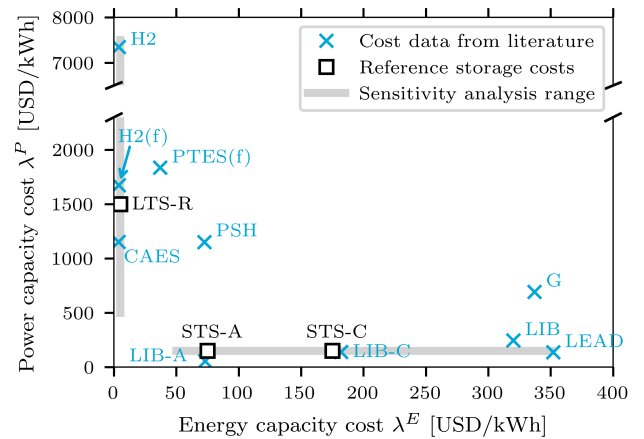 8000
7000
2000
1500
1000
500
0
Power capacity cost λ^P [USD/kWh]
H2
Cost data from literature
Reference storage costs
Sensitivity analysis range
H2(f)
PTES(f)
LTS-R
CAES
PSH
G
STS-A
STS-C
LIB
LEAD
LIB-A
LIB-C
0 50 100 150 200 250 300 350 400
Energy capacity cost λ^E [USD/kWh]